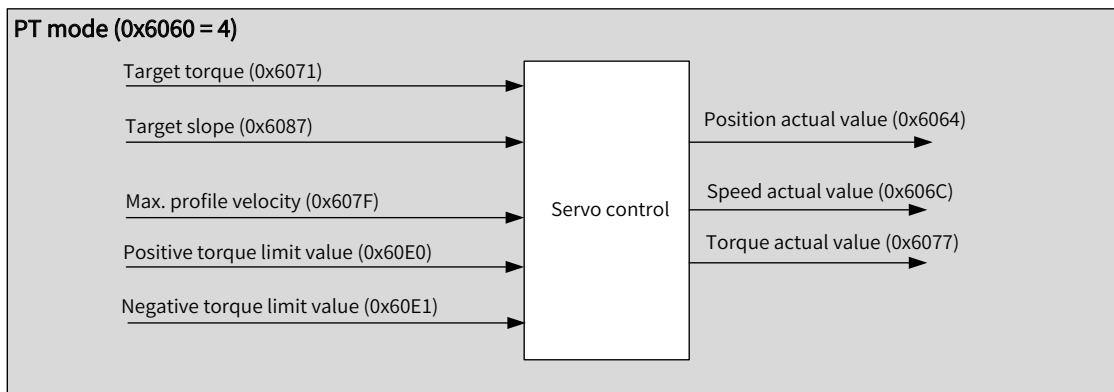 PT mode (0x6060 = 4)
Target torque (0x6071)
Target slope (0x6087)
Max. profile velocity (0x607F)
Positive torque limit value (0x60E0)
Negative torque limit value (0x60E1)
Servo control
Position actual value (0x6064)
Speed actual value (0x606C)
Torque actual value (0x6077)